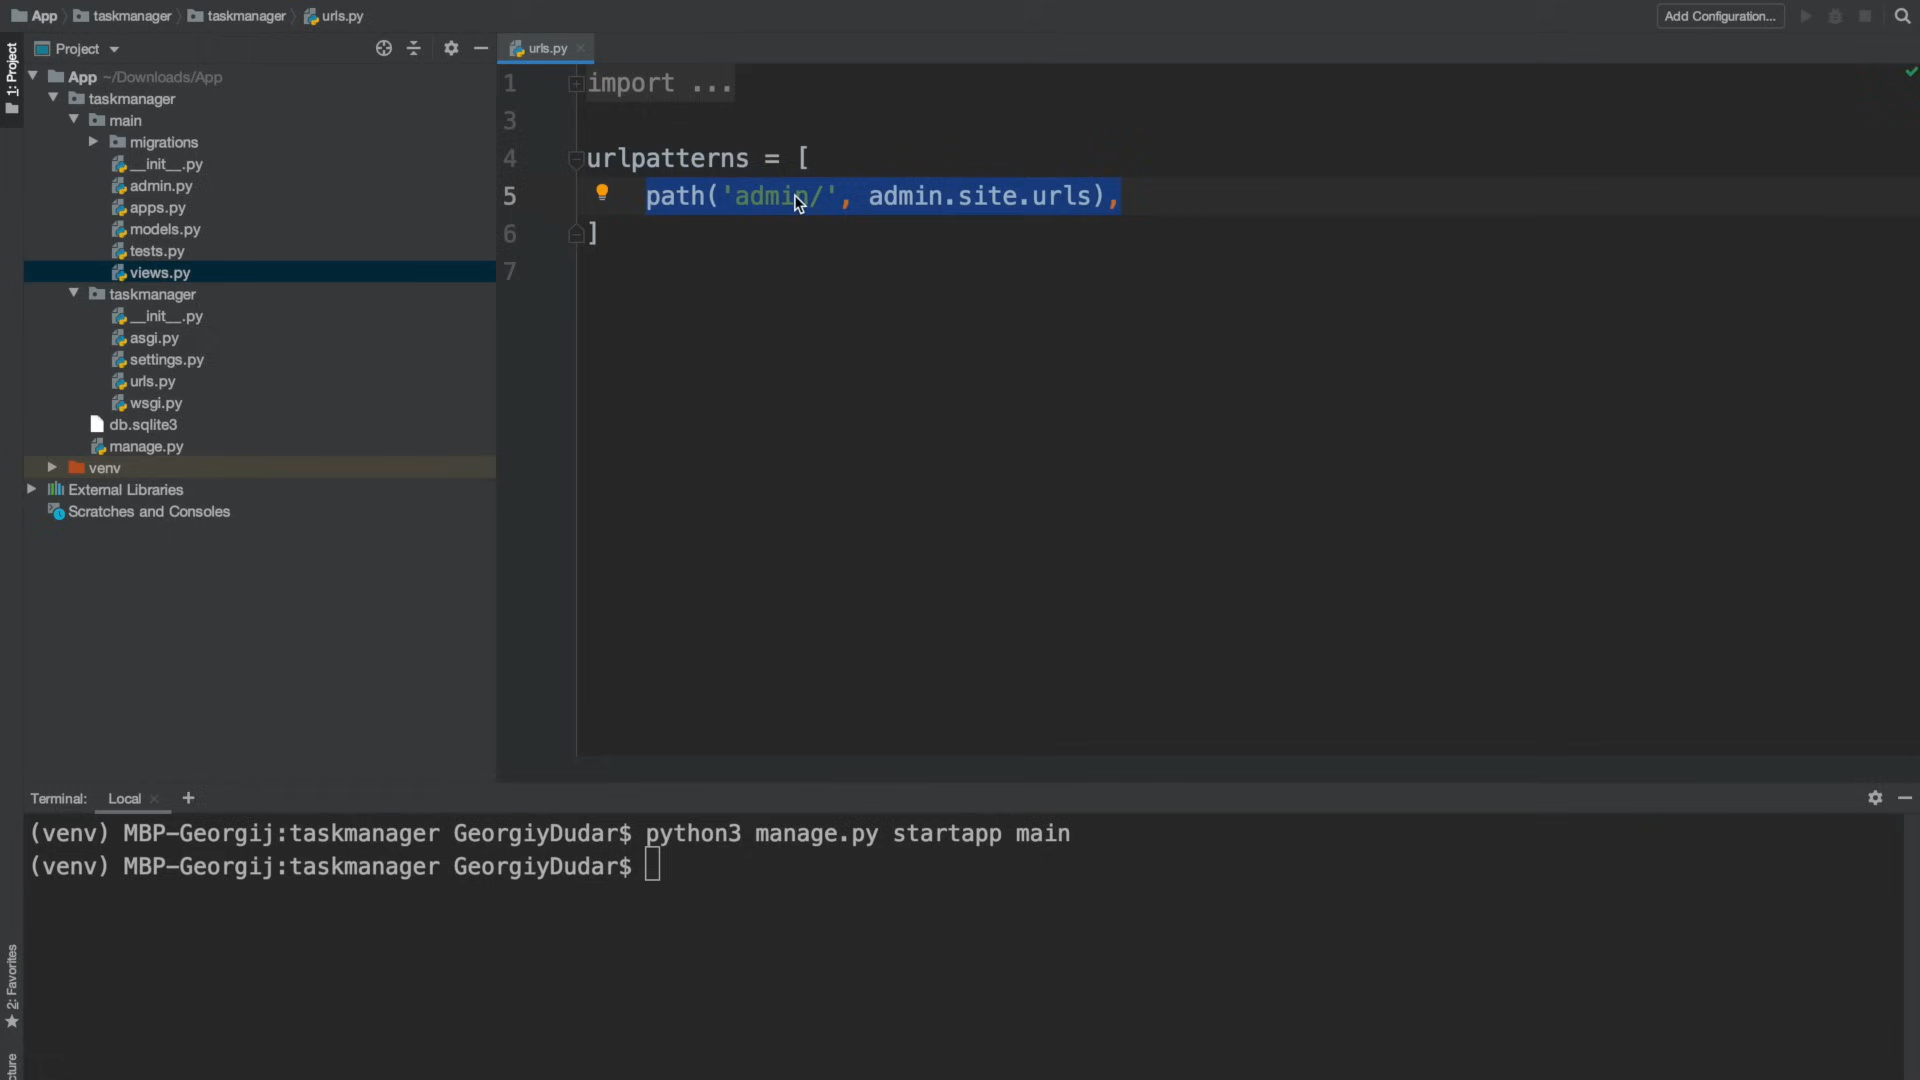 App taskmanager taskmanager urls.py Add Configuration...
1: Project
Project
urls.py
App ~/Downloads/App
taskmanager
main
migrations
__init__.py
admin.py
apps.py
models.py
tests.py
views.py
taskmanager
__init__.py
asgi.py
settings.py
urls.py
wsgi.py
db.sqlite3
manage.py
venv
External Libraries
Scratches and Consoles
1 import ...
3
4 urlpatterns = [
5 path('admin/', admin.site.urls),
6 ]
7
Terminal: Local
(venv) MBP-Georgij:taskmanager GeorgiyDudar$ python3 manage.py startapp main
(venv) MBP-Georgij:taskmanager GeorgiyDudar$
2: Favorites